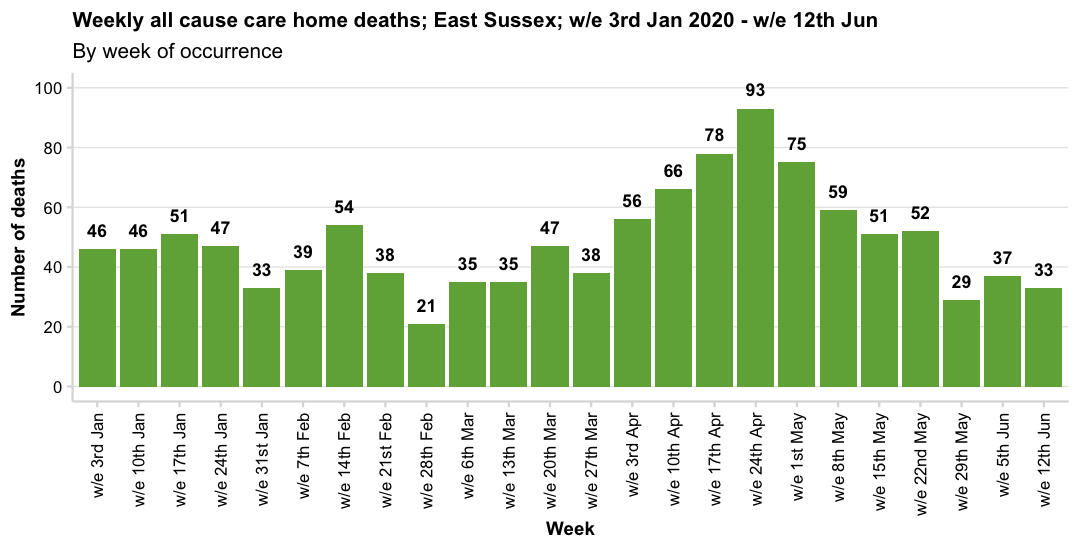 Weekly all cause care home deaths; East Sussex; w/e 3rd Jan 2020 - w/e 12th Jun
By week of occurrence
Number of deaths
100
80
60
40
20
0
46
46
51
47
33
39
54
38
21
35
35
47
38
56
66
78
93
75
59
51
52
29
37
33
w/e 3rd Jan
w/e 10th Jan
w/e 17th Jan
w/e 24th Jan
w/e 31st Jan
w/e 7th Feb
w/e 14th Feb
w/e 21st Feb
w/e 28th Feb
w/e 6th Mar
w/e 13th Mar
w/e 20th Mar
w/e 27th Mar
w/e 3rd Apr
w/e 10th Apr
w/e 17th Apr
w/e 24th Apr
w/e 1st May
w/e 8th May
w/e 15th May
w/e 22nd May
w/e 29th May
w/e 5th Jun
w/e 12th Jun
Week